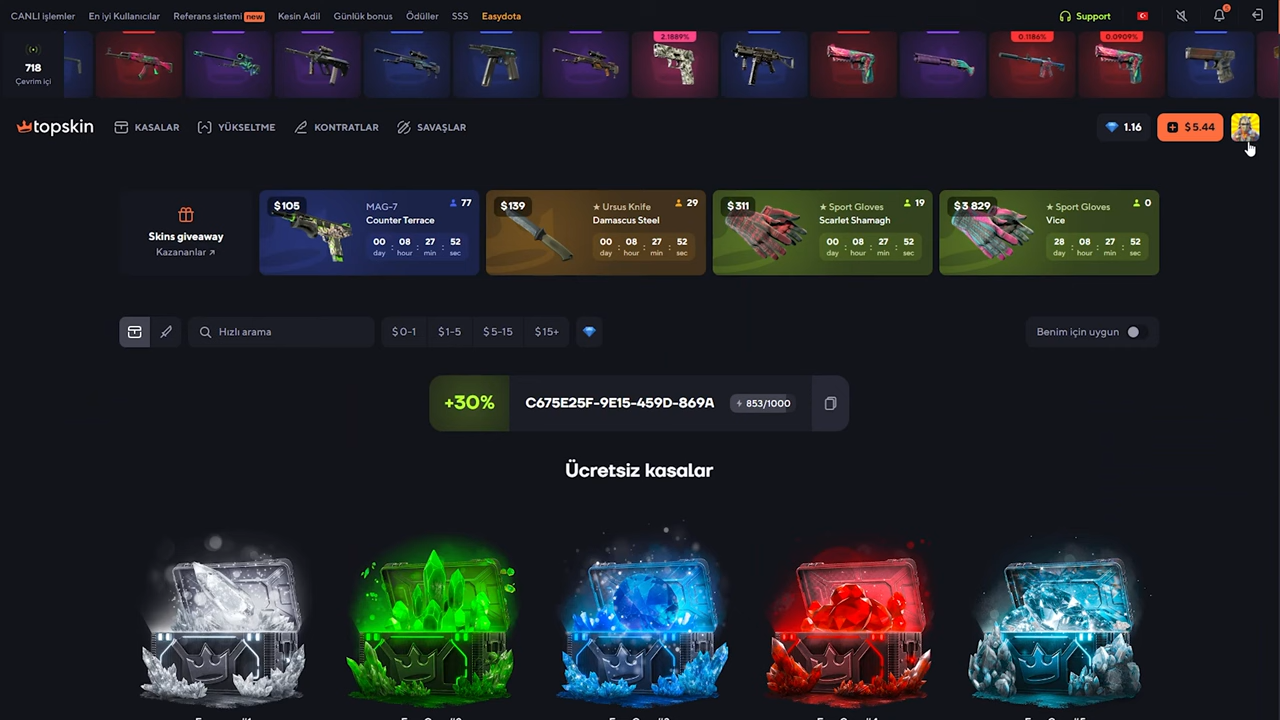 CANLI işlemler
En iyi Kullanıcılar
Referans sistemi new
Kesin Adil
Günlük bonus
Ödüller
SSS
Easydota
Support
5
718
Çevrim içi
2.1889%
0.1186%
0.0909%
topskin
KASALAR
YÜKSELTME
KONTRATLAR
SAVAŞLAR
1.16
$ 5.44
Skins giveaway
Kazananlar ↗
$105
MAG-7
77
Counter Terrace
00 : 08 : 27 : 52
day hour min sec
$139
★ Ursus Knife
29
Damascus Steel
00 : 08 : 27 : 52
day hour min sec
$311
★ Sport Gloves
19
Scarlet Shamagh
00 : 08 : 27 : 52
day hour min sec
$3 829
★ Sport Gloves
0
Vice
28 : 08 : 27 : 52
day hour min sec
Hızlı arama
$ 0-1
$ 1-5
$ 5-15
$ 15+
Benim için uygun
+30%
C675E25F-9E15-459D-869A
853/1000
Ücretsiz kasalar